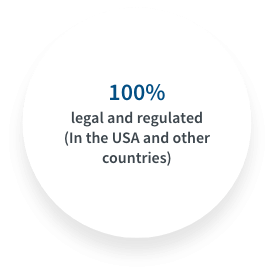 100%
legal and regulated
(In the USA and other
countries)